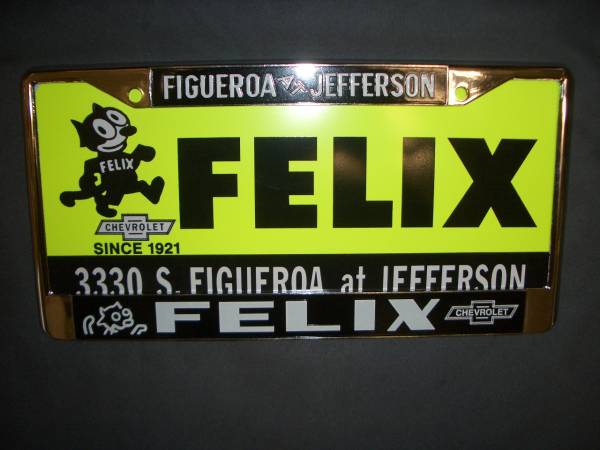 FIGUEROA JEFFERSON
FELIX
FELIX
CHEVROLET
SINCE 1921
3330 S. FIGUEROA at JEFFERSON
FELIX
CHEVROLET